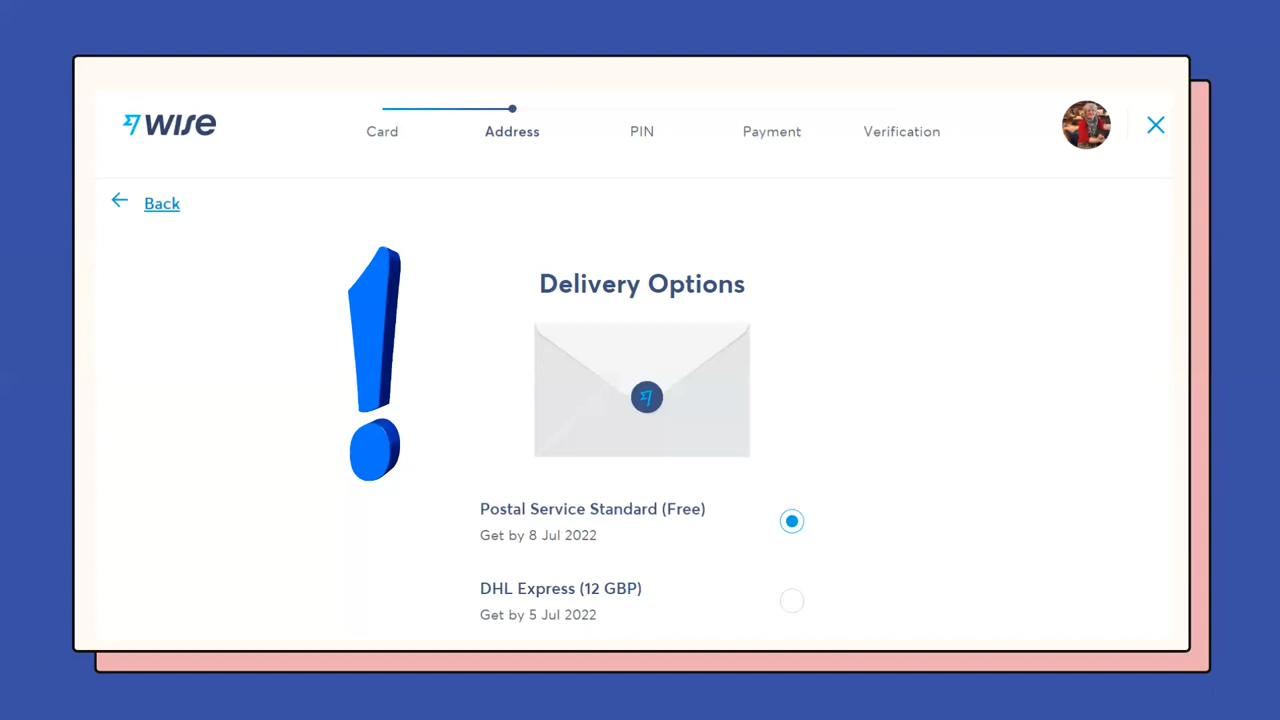 WISE
Card
Address
PIN
Payment
Verification
Back
!
Delivery Options
Postal Service Standard (Free)
Get by 8 Jul 2022
DHL Express (12 GBP)
Get by 5 Jul 2022